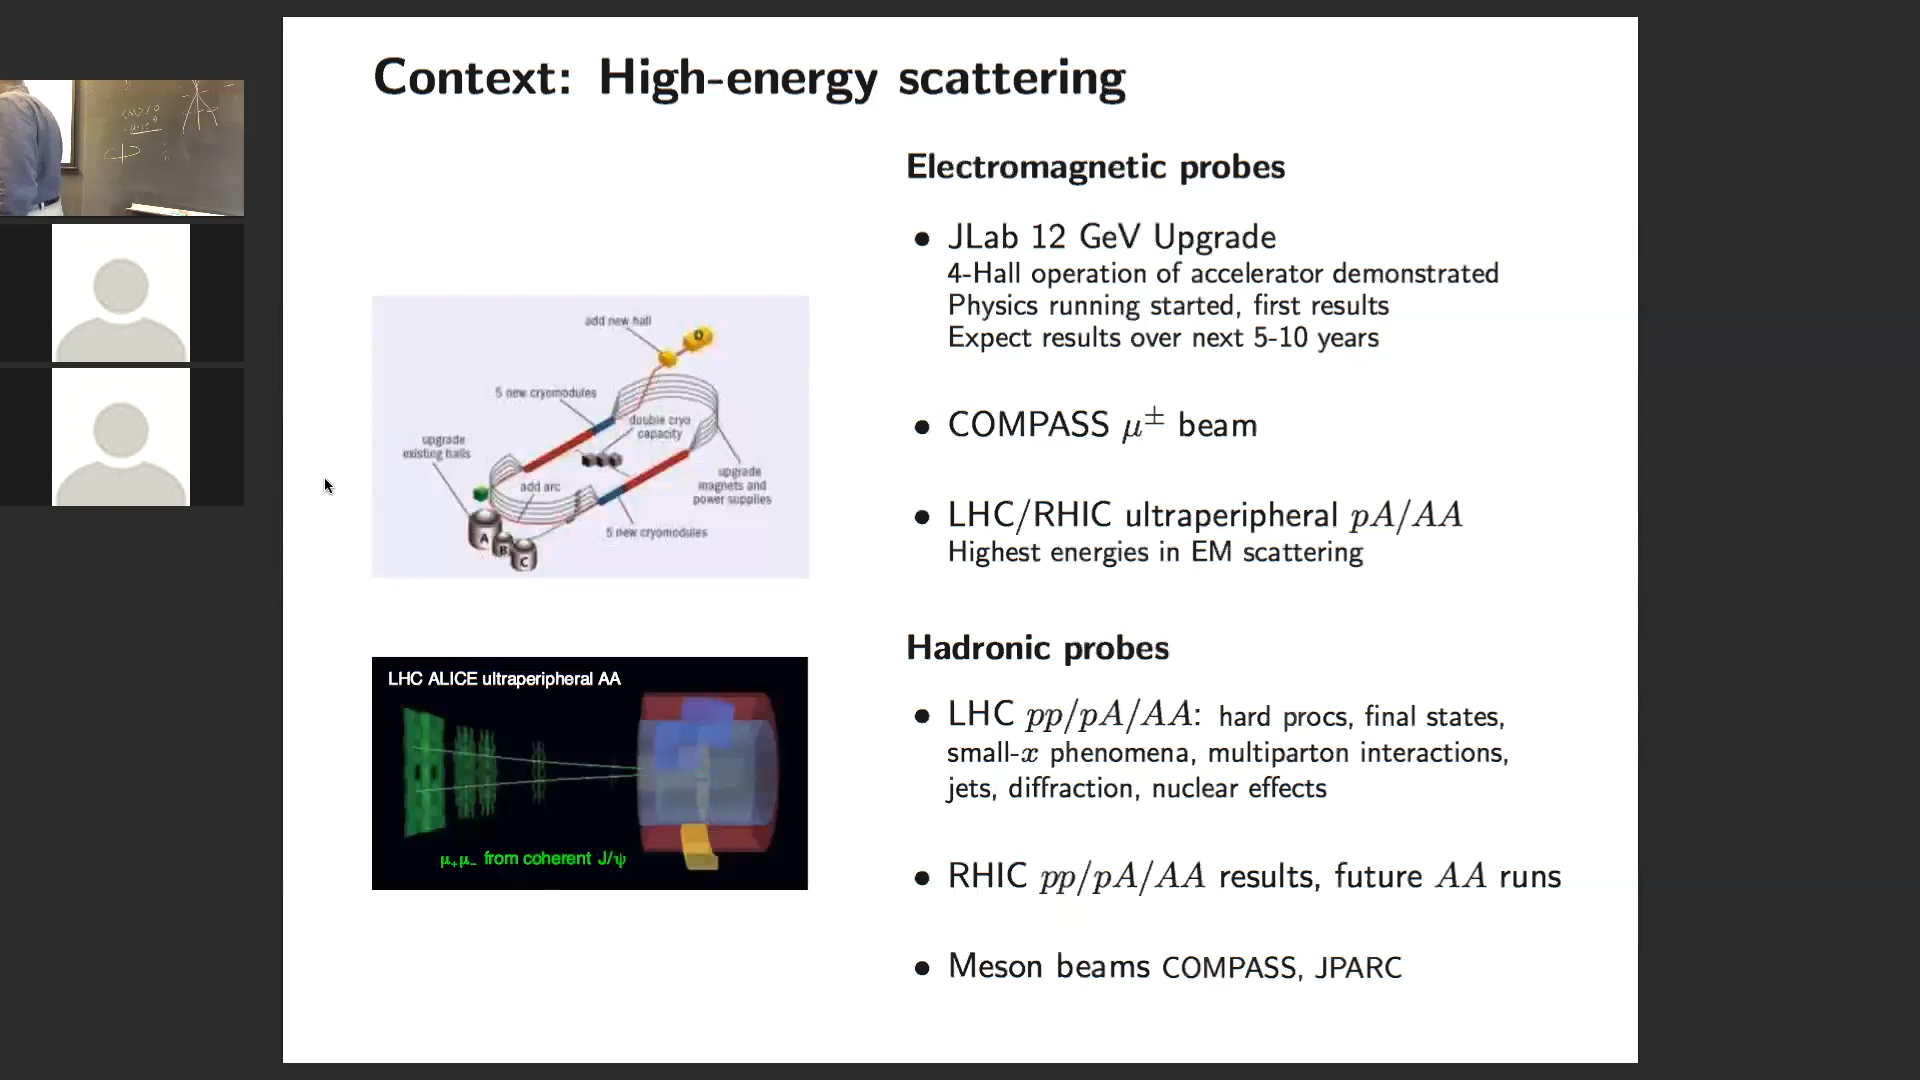 Context: High-energy scattering
Electromagnetic probes
• JLab 12 GeV Upgrade
4-Hall operation of accelerator demonstrated
Physics running started, first results
Expect results over next 5-10 years
• COMPASS μ± beam
• LHC/RHIC ultraperipheral pA/AA
Highest energies in EM scattering
Hadronic probes
• LHC pp/pA/AA: hard procs, final states,
small-x phenomena, multiparton interactions,
jets, diffraction, nuclear effects
• RHIC pp/pA/AA results, future AA runs
• Meson beams COMPASS, JPARC
add new hall
5 new cryomodules
double cryo
capacity
upgrade
existing halls
add arc
upgrade
magnets and
power supplies
5 new cryomodules
A
B
C
LHC ALICE ultraperipheral AA
μ+μ− from coherent J/ψ